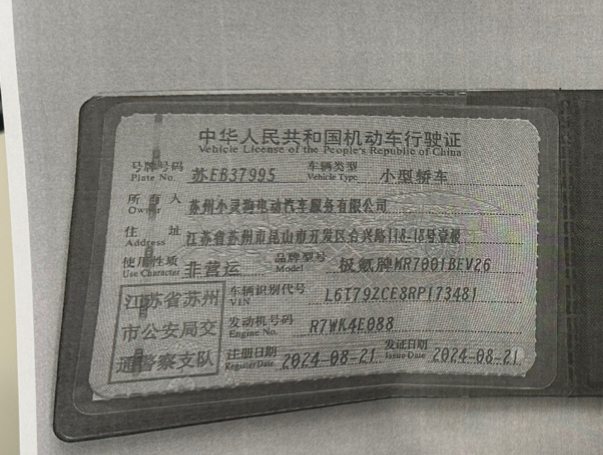 中华人民共和国机动车行驶证
Vehicle License of the People's Republic of China
号牌号码 苏EB37995 车辆类型 小型轿车
Plate No. Vehicle Type
所有人 苏州小灵狗电动汽车服务有限公司
Owner
住址 江苏省苏州市昆山市开发区合兴路118-18号
Address
使用性质 非营运 品牌型号 极氪牌MR7001BEV26
Use Character Model
江苏省苏州 车辆识别代号 L6T79ZCE8RP173481
VIN
市公安局交 发动机号码 R7WK4E088
Engine No.
通警察支队 注册日期 2024-08-21 发证日期 2024-08-21
Register Date Issue Date